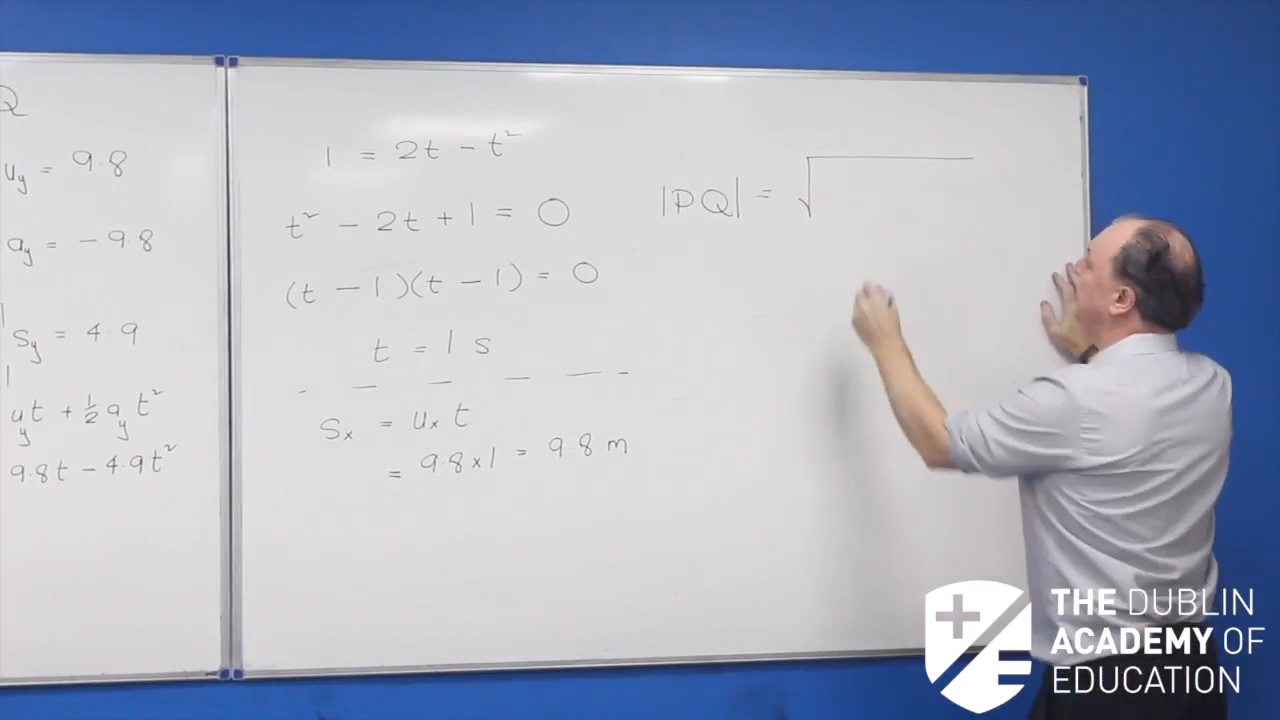 Q
u_y = 9.8
a_y = -9.8
s_y = 4.9
u_y t + ½ a_y t²
9.8t - 4.9t²
1 = 2t - t²
t² - 2t + 1 = 0
(t - 1)(t - 1) = 0
t = 1 s
S_x = u_x t
= 9.8 × 1 = 9.8 m
|PQ| = √
THE DUBLIN
ACADEMY OF
EDUCATION